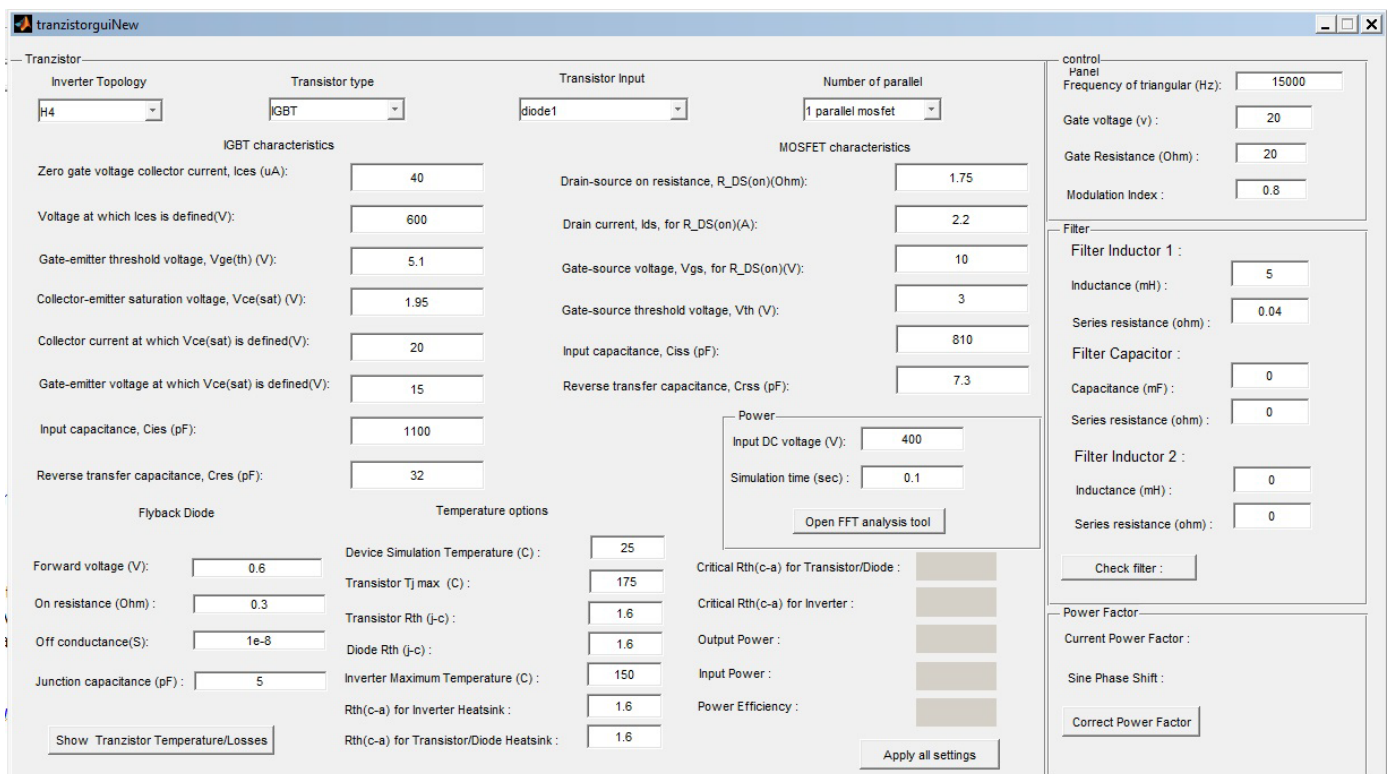 tranzistorguiNew
Tranzistor
Inverter Topology
Transistor type
Transistor Input
Number of parallel
H4
IGBT
diode1
1 parallel mosfet
IGBT characteristics
Zero gate voltage collector current, Ices (uA):
40
Voltage at which Ices is defined(V):
600
Gate-emitter threshold voltage, Vge(th) (V):
5.1
Collector-emitter saturation voltage, Vce(sat) (V):
1.95
Collector current at which Vce(sat) is defined(V):
20
Gate-emitter voltage at which Vce(sat) is defined(V):
15
Input capacitance, Cies (pF):
1100
Reverse transfer capacitance, Cres (pF):
32
MOSFET characteristics
Drain-source on resistance, R_DS(on)(Ohm):
1.75
Drain current, Ids, for R_DS(on)(A):
2.2
Gate-source voltage, Vgs, for R_DS(on)(V):
10
Gate-source threshold voltage, Vth (V):
3
Input capacitance, Ciss (pF):
810
Reverse transfer capacitance, Crss (pF):
7.3
Power
Input DC voltage (V):
400
Simulation time (sec) :
0.1
Open FFT analysis tool
Flyback Diode
Forward voltage (V):
0.6
On resistance (Ohm) :
0.3
Off conductance(S):
1e-8
Junction capacitance (pF) :
5
Show Tranzistor Temperature/Losses
Temperature options
Device Simulation Temperature (C) :
25
Transistor Tj max (C) :
175
Transistor Rth (j-c) :
1.6
Diode Rth (j-c) :
1.6
Inverter Maximum Temperature (C) :
150
Rth(c-a) for Inverter Heatsink :
1.6
Rth(c-a) for Transistor/Diode Heatsink :
1.6
Critical Rth(c-a) for Transistor/Diode :
Critical Rth(c-a) for Inverter :
Output Power :
Input Power :
Power Efficiency :
Apply all settings
control
Panel
Frequency of triangular (Hz):
15000
Gate voltage (v) :
20
Gate Resistance (Ohm) :
20
Modulation Index :
0.8
Filter
Filter Inductor 1 :
Inductance (mH) :
5
Series resistance (ohm) :
0.04
Filter Capacitor :
Capacitance (mF) :
0
Series resistance (ohm) :
0
Filter Inductor 2 :
Inductance (mH) :
0
Series resistance (ohm) :
0
Check filter :
Power Factor
Current Power Factor :
Sine Phase Shift :
Correct Power Factor